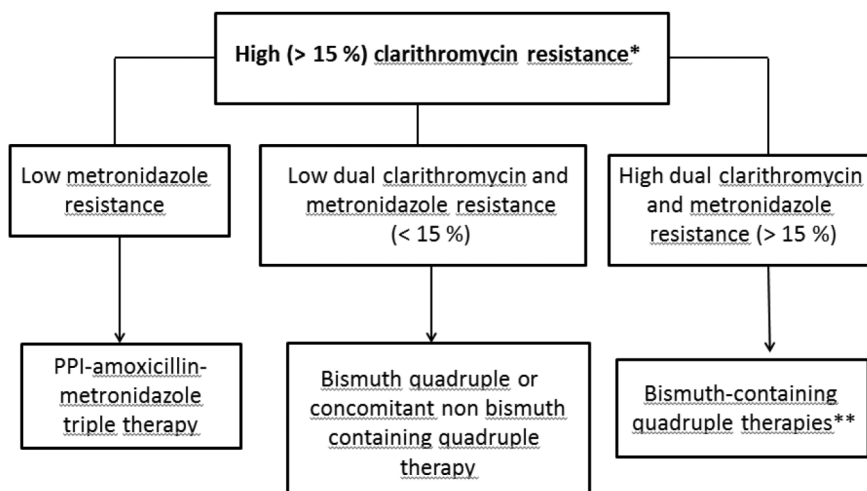 High (> 15 %) clarithromycin resistance*
Low metronidazole
resistance
Low dual clarithromycin and
metronidazole resistance
(< 15 %)
High dual clarithromycin
and metronidazole
resistance (> 15 %)
PPI-amoxicillin-
metronidazole
triple therapy
Bismuth quadruple or
concomitant non bismuth
containing quadruple
therapy
Bismuth-containing
quadruple therapies**